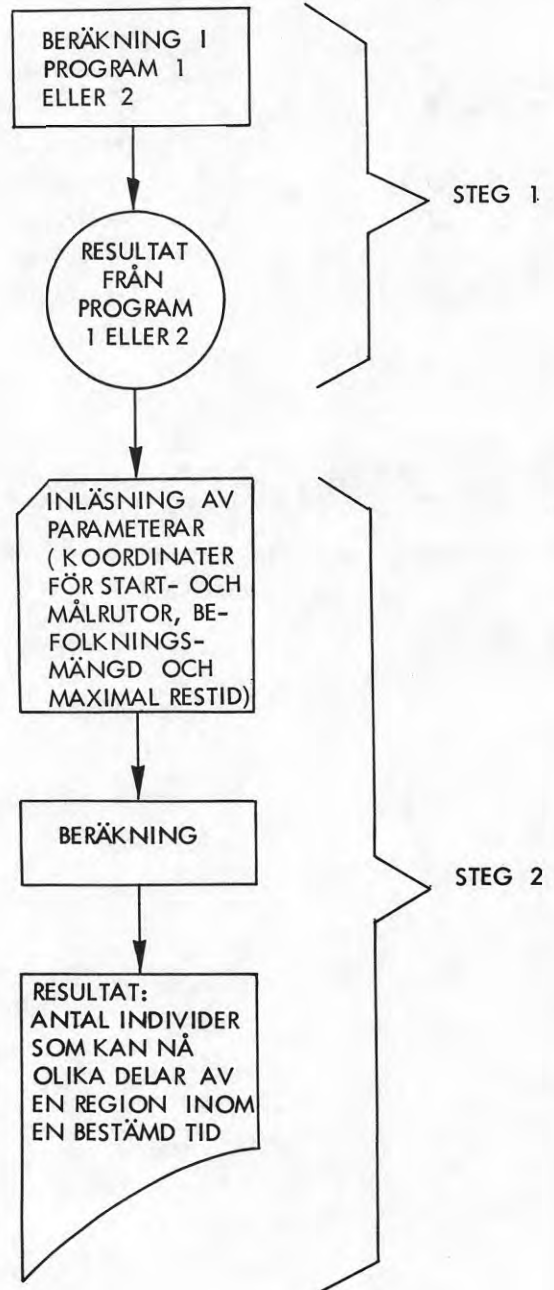 BERÄKNING I
PROGRAM 1
ELLER 2
STEG 1
RESULTAT
FRÅN
PROGRAM
1 ELLER 2
INLÄSNING AV
PARAMETERAR
(KOORDINATER
FÖR START- OCH
MÅLRUTOR, BE-
FOLKNINGS-
MÄNGD OCH
MAXIMAL RESTID)
BERÄKNING
STEG 2
RESULTAT:
ANTAL INDIVIDER
SOM KAN NÅ
OLIKA DELAR AV
EN REGION INOM
EN BESTÄMD TID